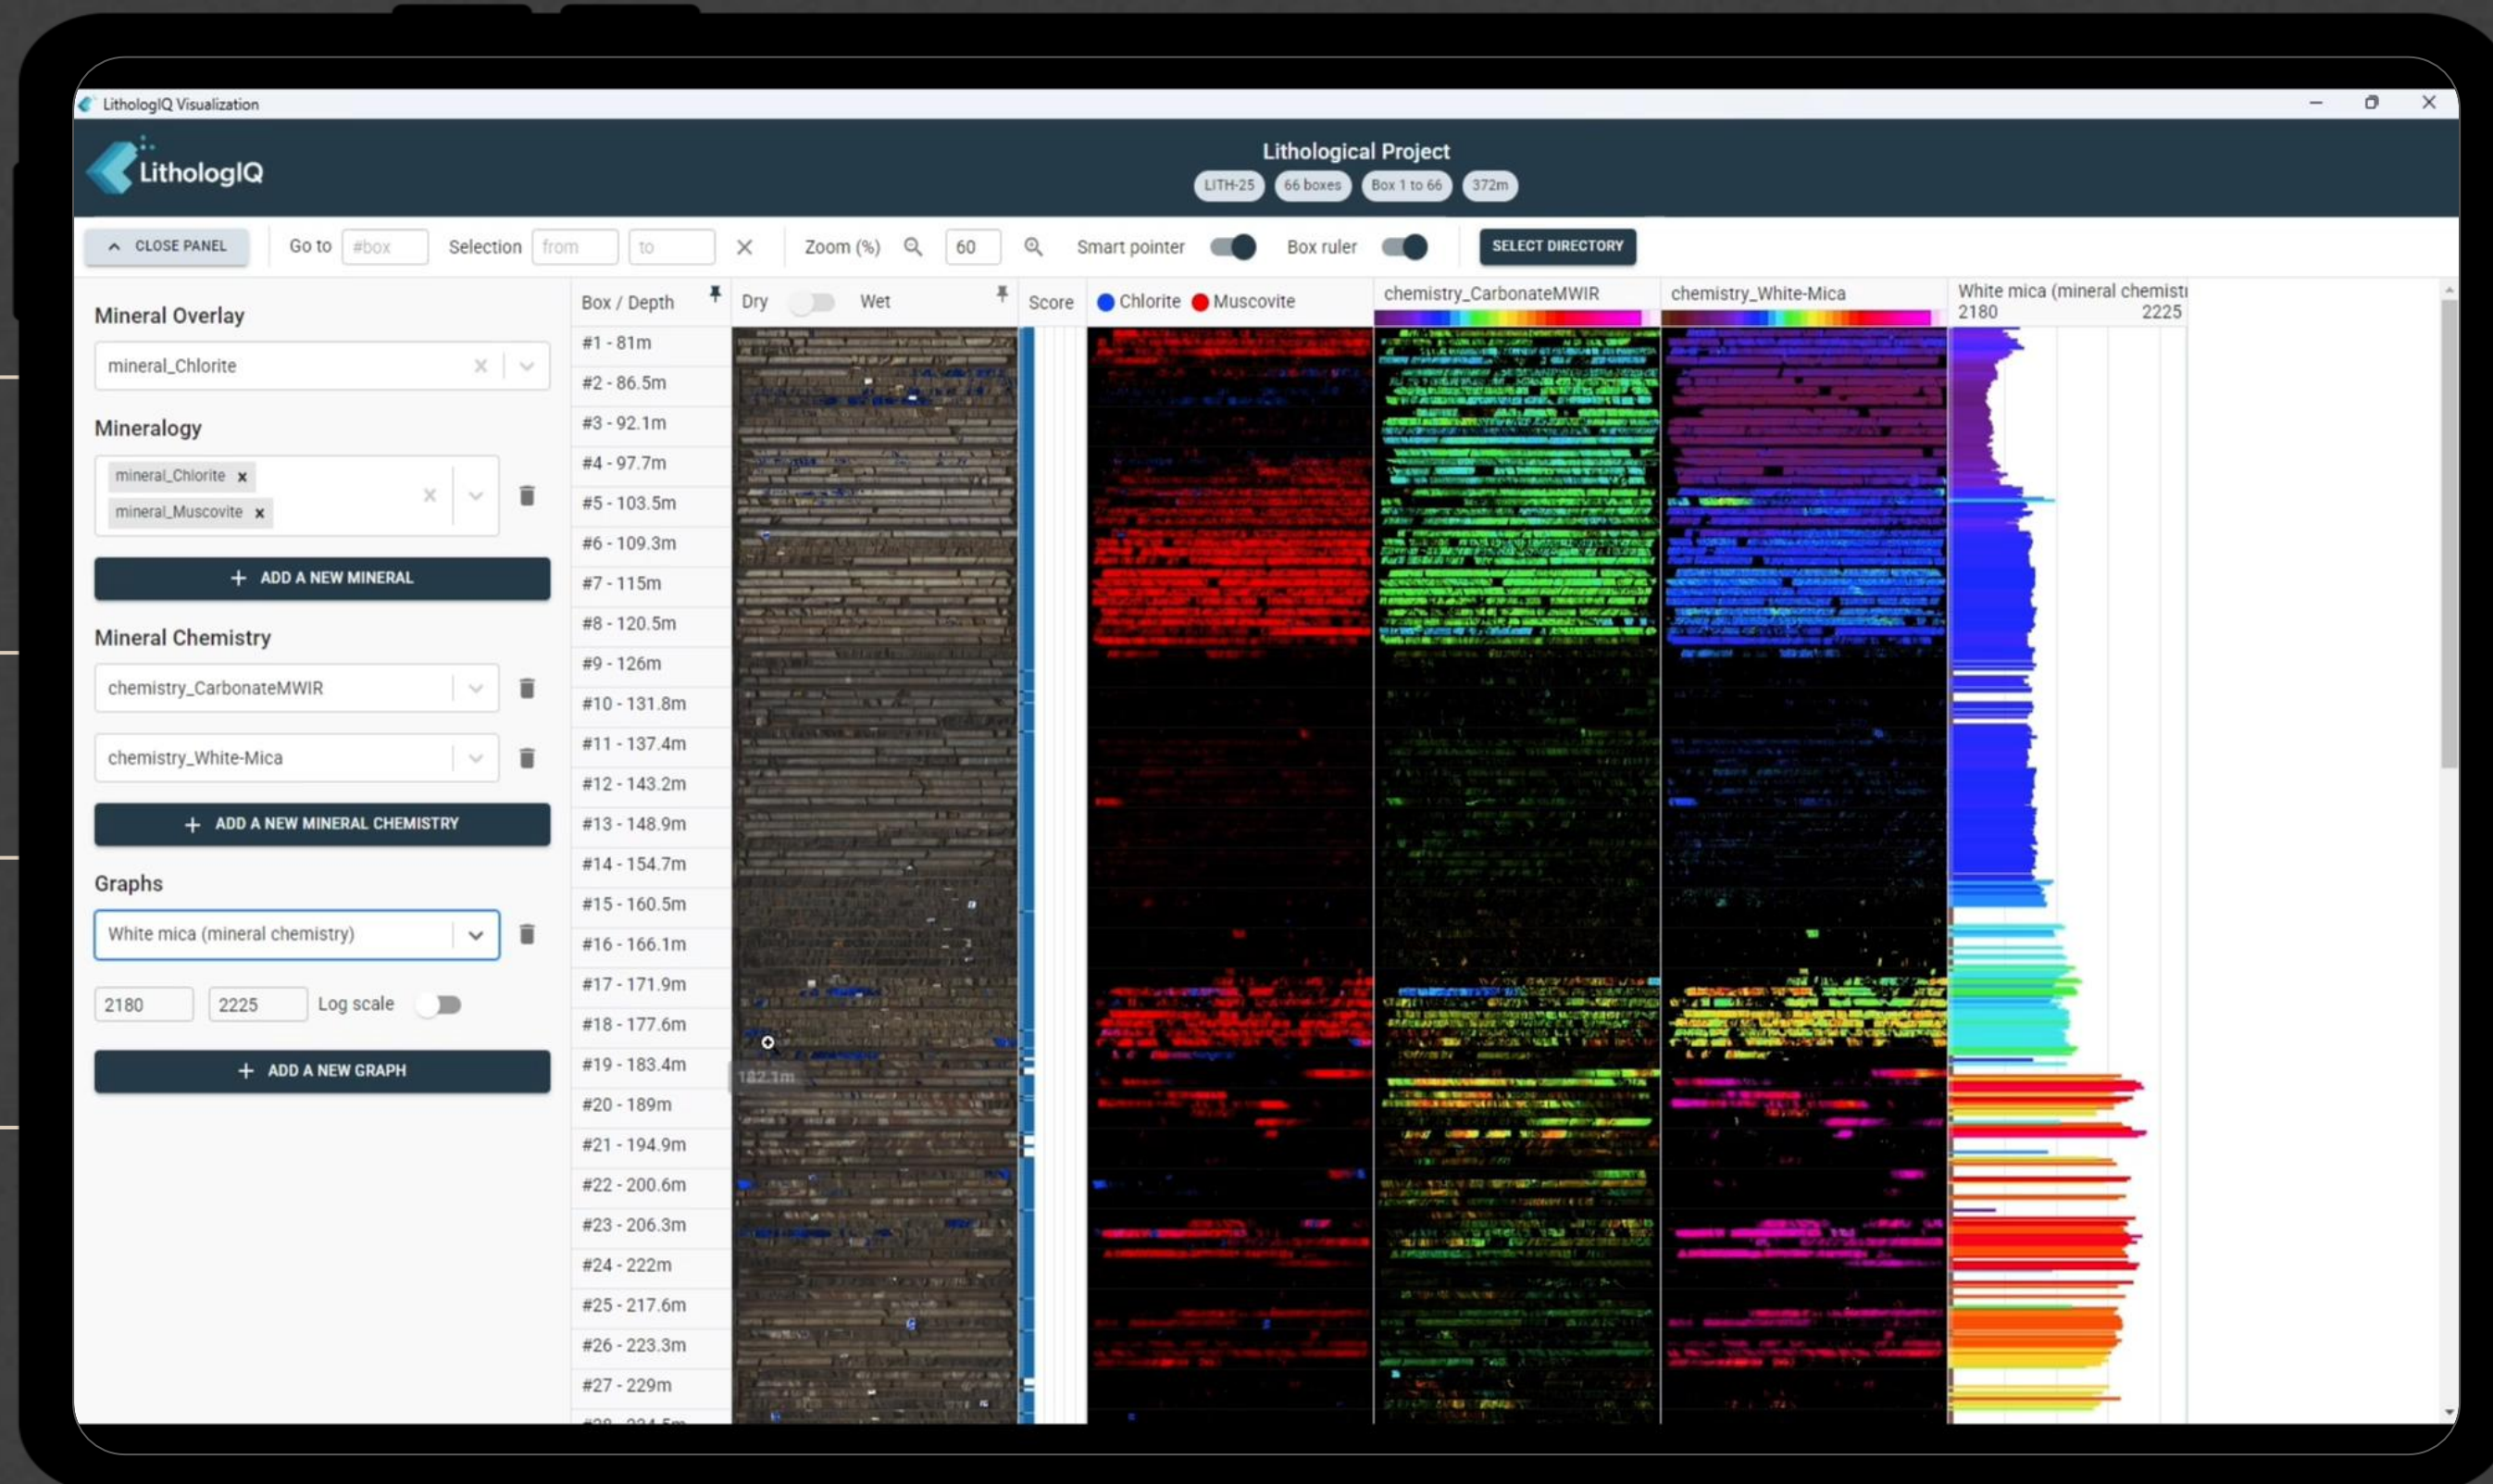 LithologIQ Visualization
LithologIQ
Lithological Project
LITH-25 66 boxes Box 1 to 66 372m
CLOSE PANEL Go to #box Selection from to Zoom (%) 60 Smart pointer Box ruler SELECT DIRECTORY
Mineral Overlay
mineral_Chlorite
Mineralogy
mineral_Chlorite x
mineral_Muscovite x
+ ADD A NEW MINERAL
Mineral Chemistry
chemistry_CarbonateMWIR
chemistry_White-Mica
+ ADD A NEW MINERAL CHEMISTRY
Graphs
White mica (mineral chemistry)
2180 2225 Log scale
+ ADD A NEW GRAPH
Box / Depth Dry Wet Score Chlorite Muscovite chemistry_CarbonateMWIR chemistry_White-Mica White mica (mineral chemist
2180 2225
#1 - 81m
#2 - 86.5m
#3 - 92.1m
#4 - 97.7m
#5 - 103.5m
#6 - 109.3m
#7 - 115m
#8 - 120.5m
#9 - 126m
#10 - 131.8m
#11 - 137.4m
#12 - 143.2m
#13 - 148.9m
#14 - 154.7m
#15 - 160.5m
#16 - 166.1m
#17 - 171.9m
#18 - 177.6m
#19 - 183.4m
182.1m
#20 - 189m
#21 - 194.9m
#22 - 200.6m
#23 - 206.3m
#24 - 222m
#25 - 217.6m
#26 - 223.3m
#27 - 229m